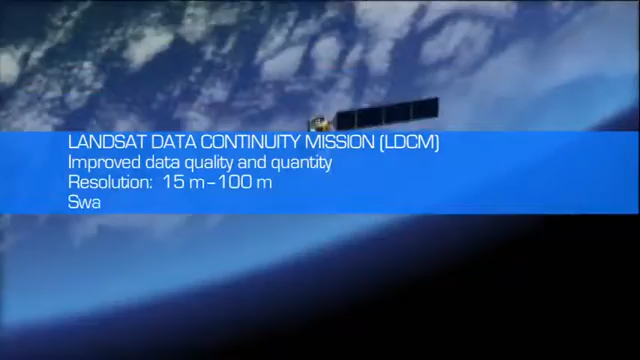 LANDSAT DATA CONTINUITY MISSION (LDCM)
Improved data quality and quantity
Resolution: 15 m–100 m
Swa